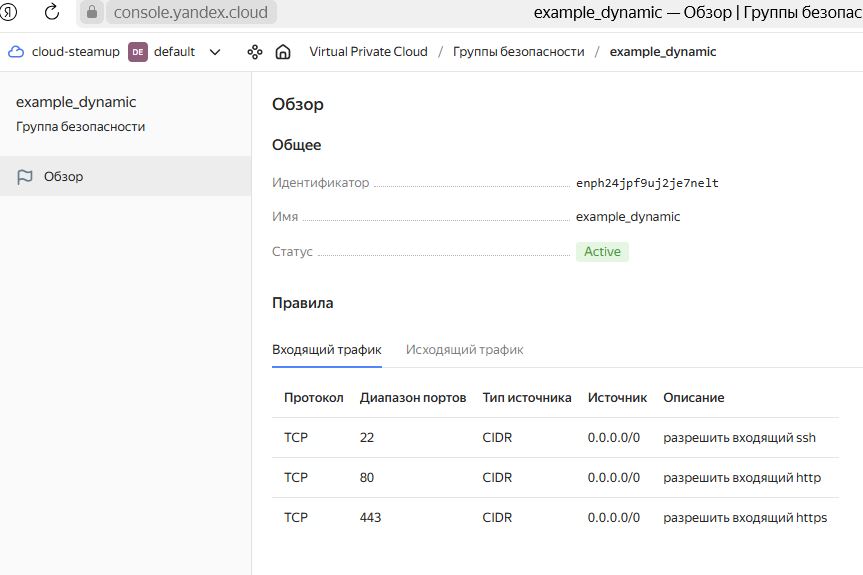 Я console.yandex.cloud example_dynamic — Обзор | Группы безопас
cloud-steamup DE default Virtual Private Cloud / Группы безопасности / example_dynamic
example_dynamic
Группа безопасности
Обзор
Обзор
Общее
Идентификатор enph24jpf9uj2je7nelt
Имя example_dynamic
Статус Active
Правила
Входящий трафик Исходящий трафик
Протокол Диапазон портов Тип источника Источник Описание
TCP 22 CIDR 0.0.0.0/0 разрешить входящий ssh
TCP 80 CIDR 0.0.0.0/0 разрешить входящий http
TCP 443 CIDR 0.0.0.0/0 разрешить входящий https